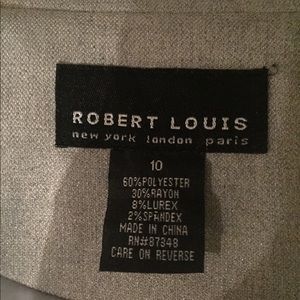 ROBERT LOUIS
new york london paris
10
60%POLYESTER
30%RAYON
8%LUREX
2%SPANDEX
MADE IN CHINA
RN#87348
CARE ON REVERSE